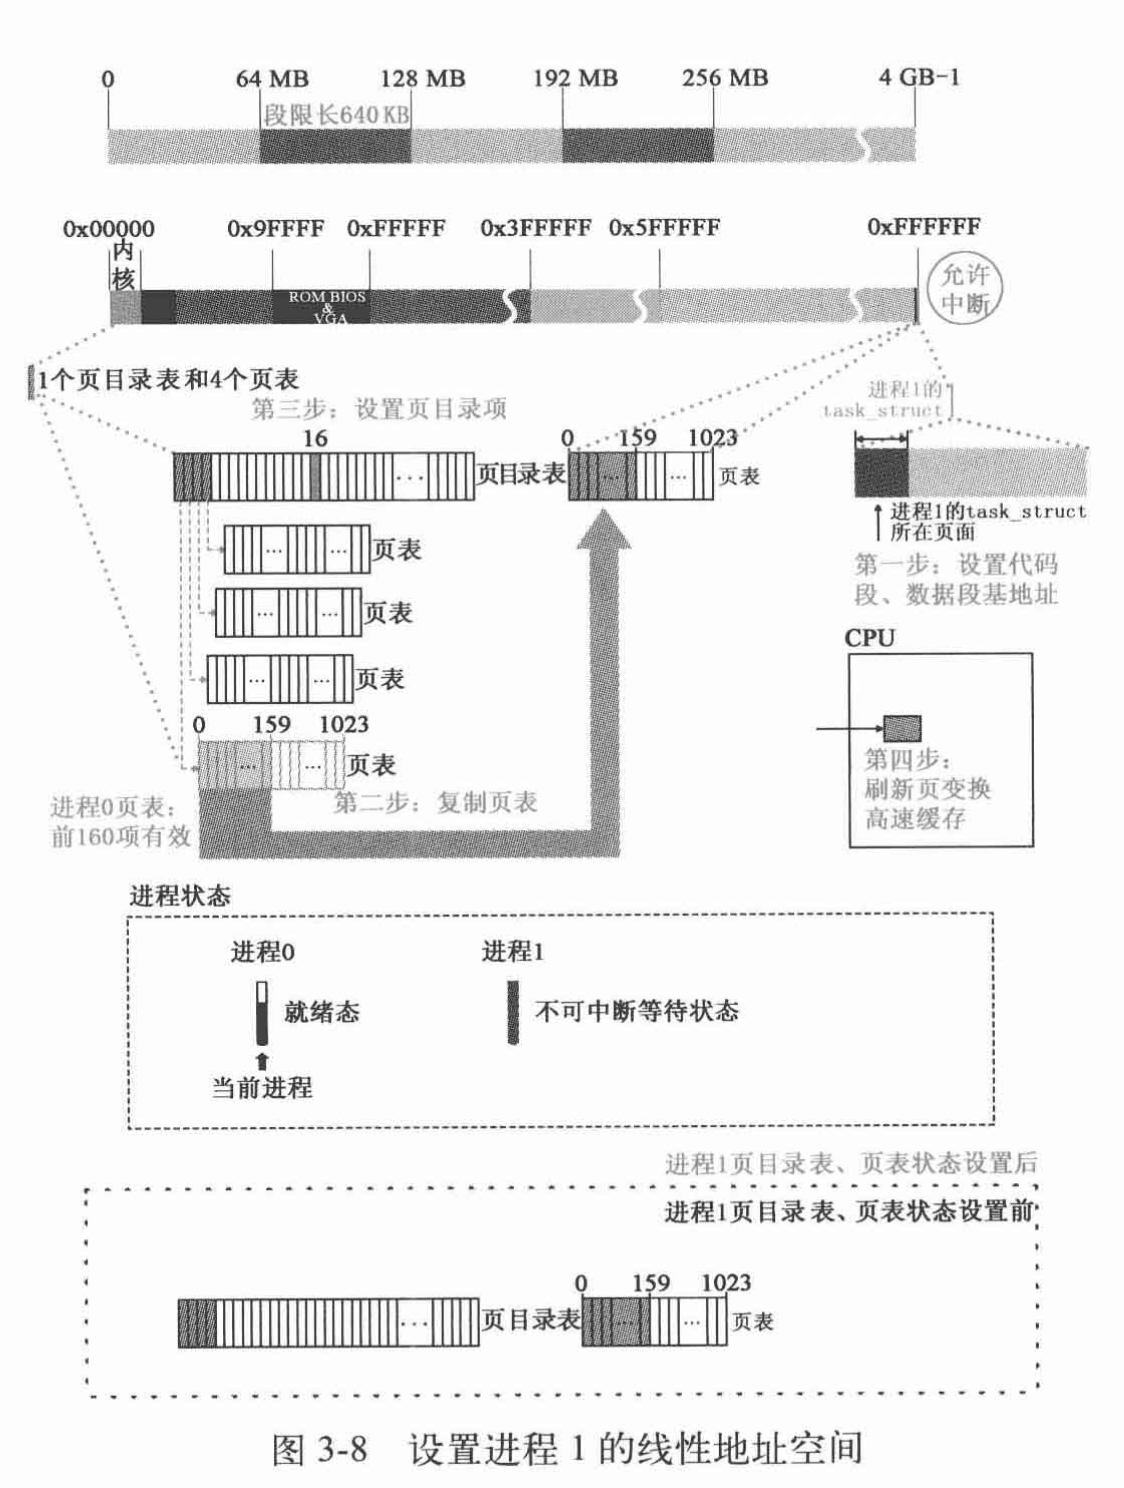 0 64 MB 128 MB 192 MB 256 MB 4 GB-1
段限长640 KB
0x00000 0x9FFFF 0xFFFFF 0x3FFFFF 0x5FFFFF 0xFFFFFF
内
核
ROM BIOS
&
VGA
允许
中断
1个页目录表和4个页表
第三步：设置页目录项
16
... 页目录表
0 159 1023
... ... 页表
进程1的
task_struct
进程1的task_struct
所在页面
第一步：设置代码
段、数据段基地址
... ... 页表
... ... 页表
... ... 页表
0 159 1023
... ... 页表
第二步：复制页表
进程0页表：
前160项有效
CPU
第四步：
刷新页变换
高速缓存
进程状态
进程0 进程1
就绪态 不可中断等待状态
当前进程
进程1页目录表、页表状态设置后
进程1页目录表、页表状态设置前
0 159 1023
... 页目录表 ... ... 页表
图 3-8 设置进程 1 的线性地址空间